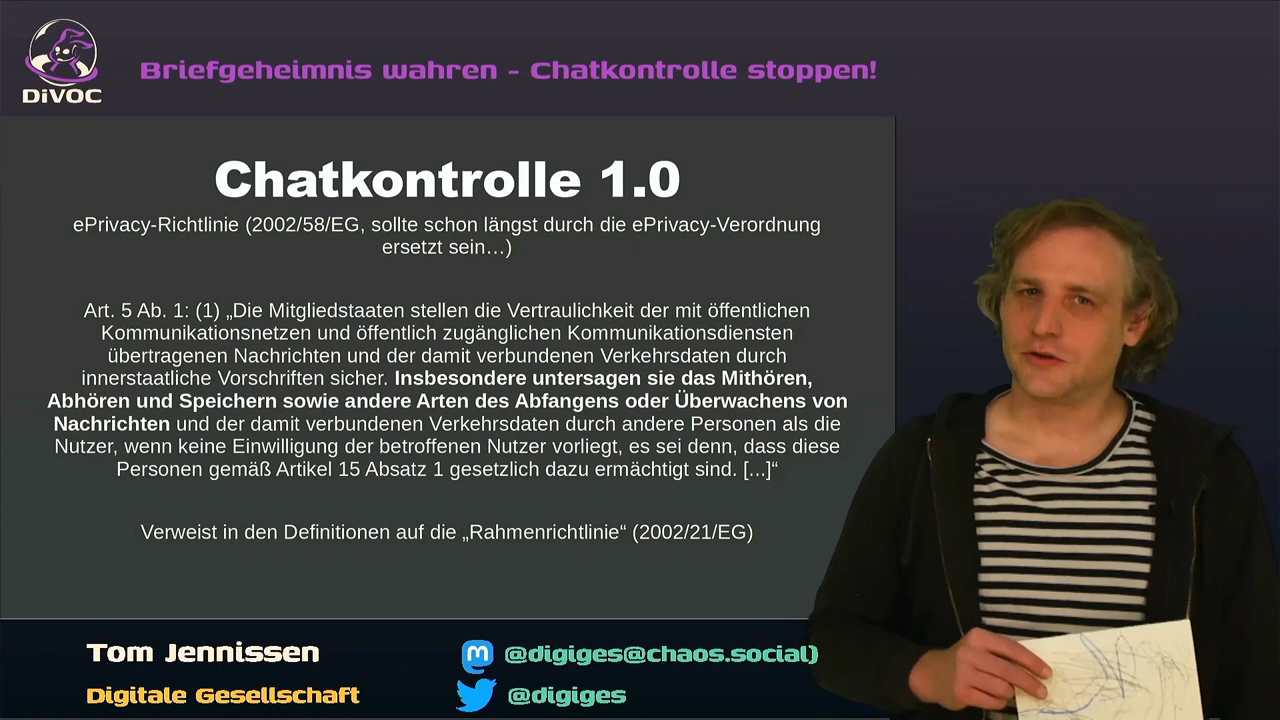 DiVOC
Briefgeheimnis wahren - Chatkontrolle stoppen!
Chatkontrolle 1.0
ePrivacy-Richtlinie (2002/58/EG, sollte schon längst durch die ePrivacy-Verordnung
ersetzt sein…)
Art. 5 Ab. 1: (1) „Die Mitgliedstaaten stellen die Vertraulichkeit der mit öffentlichen
Kommunikationsnetzen und öffentlich zugänglichen Kommunikationsdiensten
übertragenen Nachrichten und der damit verbundenen Verkehrsdaten durch
innerstaatliche Vorschriften sicher. Insbesondere untersagen sie das Mithören,
Abhören und Speichern sowie andere Arten des Abfangens oder Überwachens von
Nachrichten und der damit verbundenen Verkehrsdaten durch andere Personen als die
Nutzer, wenn keine Einwilligung der betroffenen Nutzer vorliegt, es sei denn, dass diese
Personen gemäß Artikel 15 Absatz 1 gesetzlich dazu ermächtigt sind. [...]“
Verweist in den Definitionen auf die „Rahmenrichtlinie“ (2002/21/EG)
Tom Jennissen
@digiges@chaos.social)
Digitale Gesellschaft
@digiges